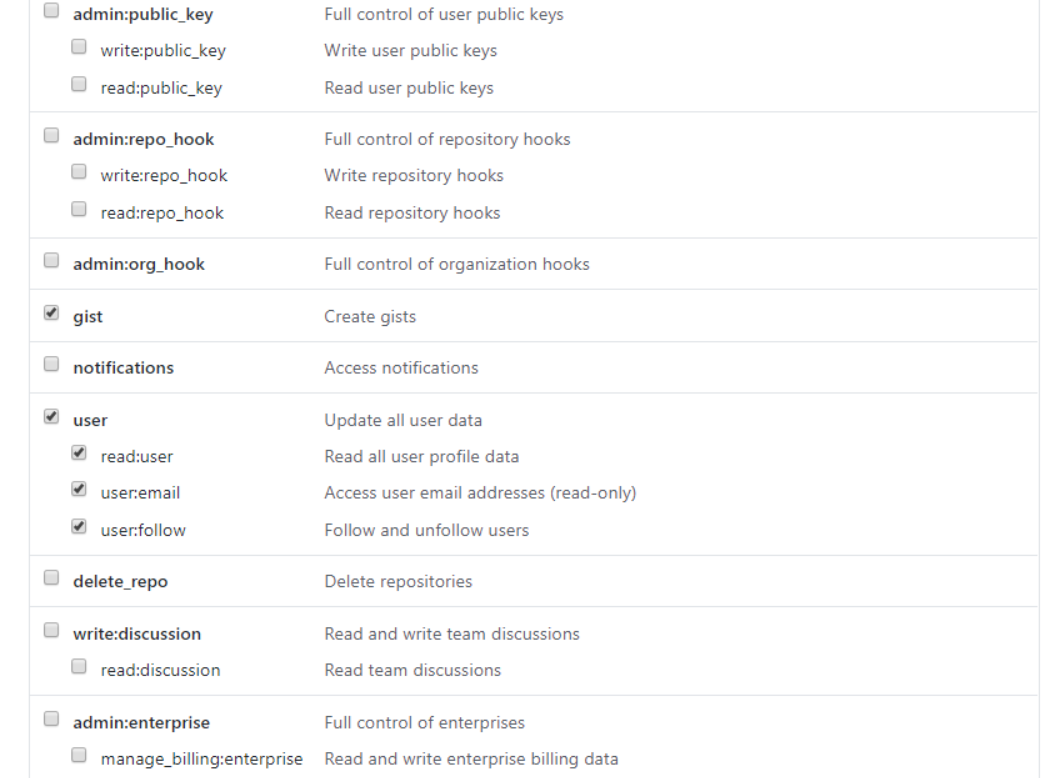 admin:public_key Full control of user public keys
write:public_key Write user public keys
read:public_key Read user public keys
admin:repo_hook Full control of repository hooks
write:repo_hook Write repository hooks
read:repo_hook Read repository hooks
admin:org_hook Full control of organization hooks
gist Create gists
notifications Access notifications
user Update all user data
read:user Read all user profile data
user:email Access user email addresses (read-only)
user:follow Follow and unfollow users
delete_repo Delete repositories
write:discussion Read and write team discussions
read:discussion Read team discussions
admin:enterprise Full control of enterprises
manage_billing:enterprise Read and write enterprise billing data